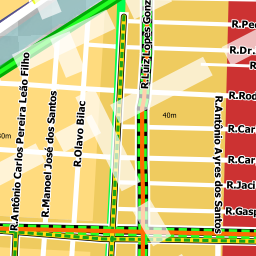 R.Luiz Lopes Gonz
R.Pe
R.Dr.
R.
R.Rod
40m
R.Car
R.Car
R.Jaci
R.Gasp
R.Antônio Carlos Pereira Leão Filho
R.Manoel José dos Santos
R.Olavo Bilac
R.Antônio Ayres dos Santos